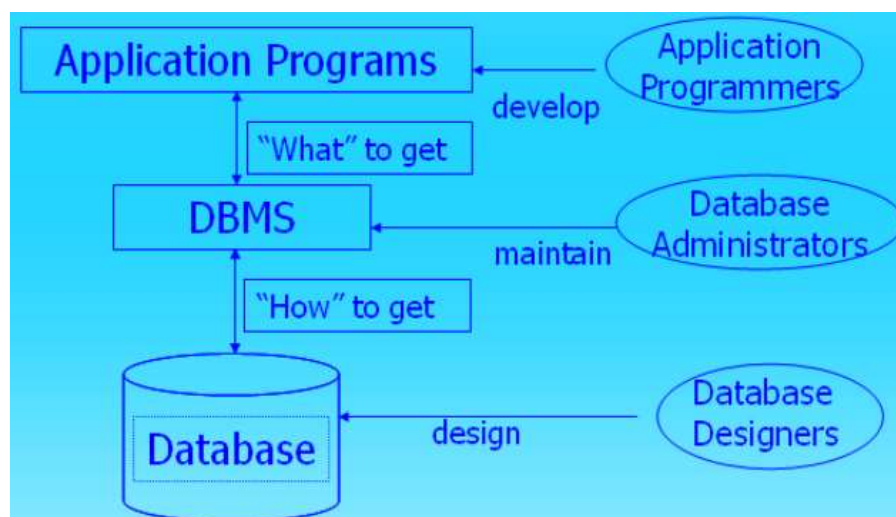 Application Programs
Application
Programmers
develop
“What” to get
DBMS
Database
Administrators
maintain
“How” to get
Database
Database
Designers
design